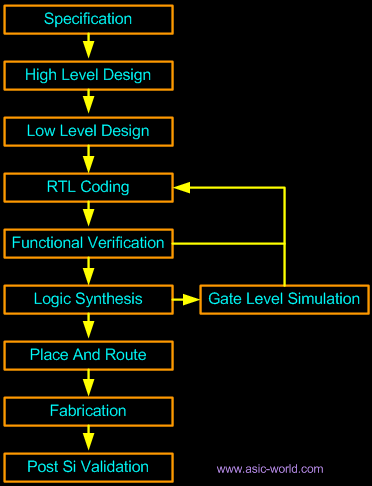 Specification
High Level Design
Low Level Design
RTL Coding
Functional Verification
Logic Synthesis
Gate Level Simulation
Place And Route
Fabrication
Post Si Validation
www.asic-world.com